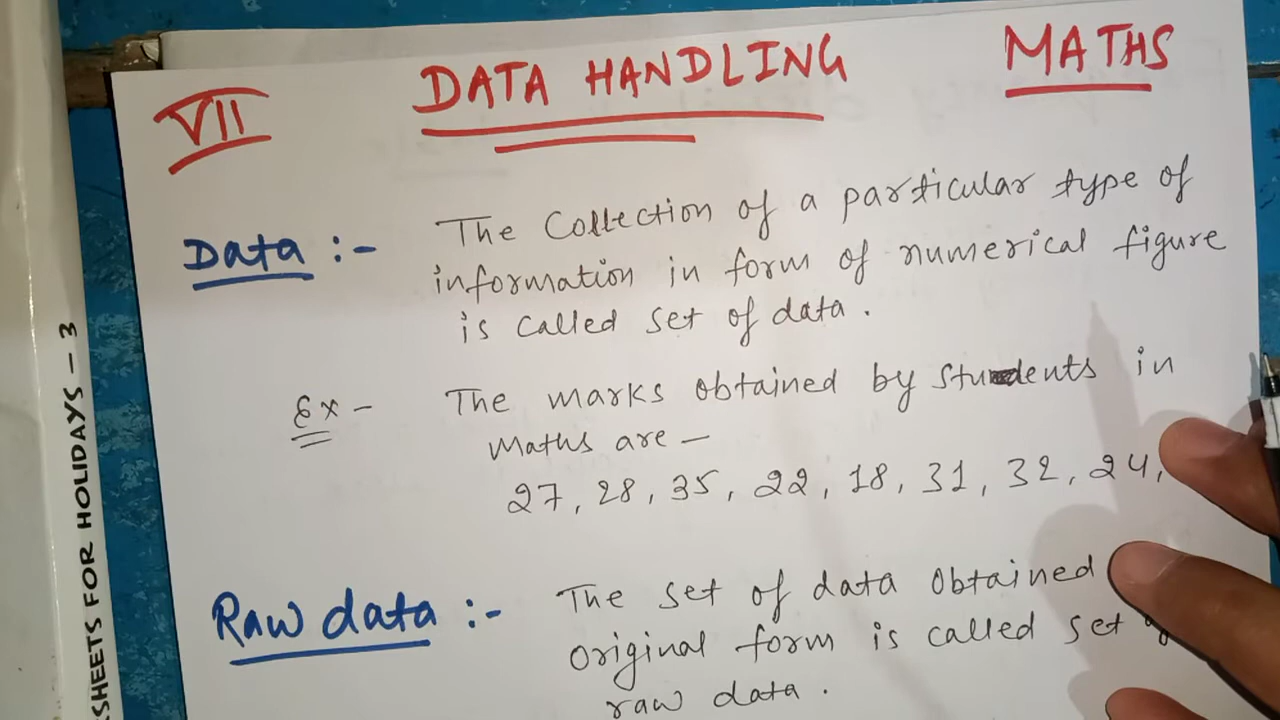 VII DATA HANDLING MATHS
Data :- The Collection of a particular type of
information in form of numerical figure
is called set of data.
Ex - The marks obtained by students in
Maths are -
27, 28, 35, 22, 18, 31, 32, 24,
Raw data :- The set of data obtained
original form is called set
raw data.
SHEETS FOR HOLIDAYS - 3